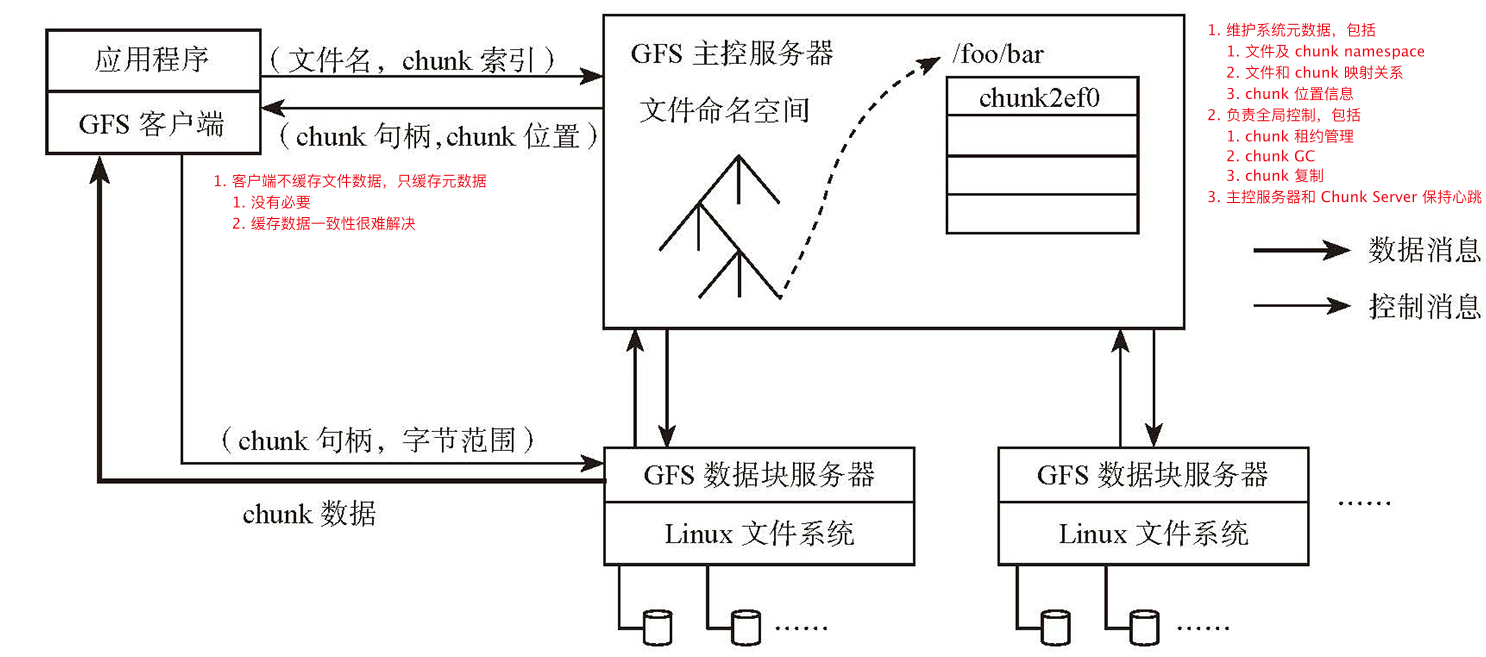 应用程序
GFS 客户端
（文件名，chunk 索引）
（chunk 句柄，chunk 位置）
1. 客户端不缓存文件数据，只缓存元数据
1. 没有必要
2. 缓存数据一致性很难解决
GFS 主控服务器
文件命名空间
/foo/bar
chunk2ef0
1. 维护系统元数据，包括
1. 文件及 chunk namespace
2. 文件和 chunk 映射关系
3. chunk 位置信息
2. 负责全局控制，包括
1. chunk 租约管理
2. chunk GC
3. chunk 复制
3. 主控服务器和 Chunk Server 保持心跳
数据消息
控制消息
（chunk 句柄，字节范围）
chunk 数据
GFS 数据块服务器
Linux 文件系统
……
GFS 数据块服务器
Linux 文件系统
……
……